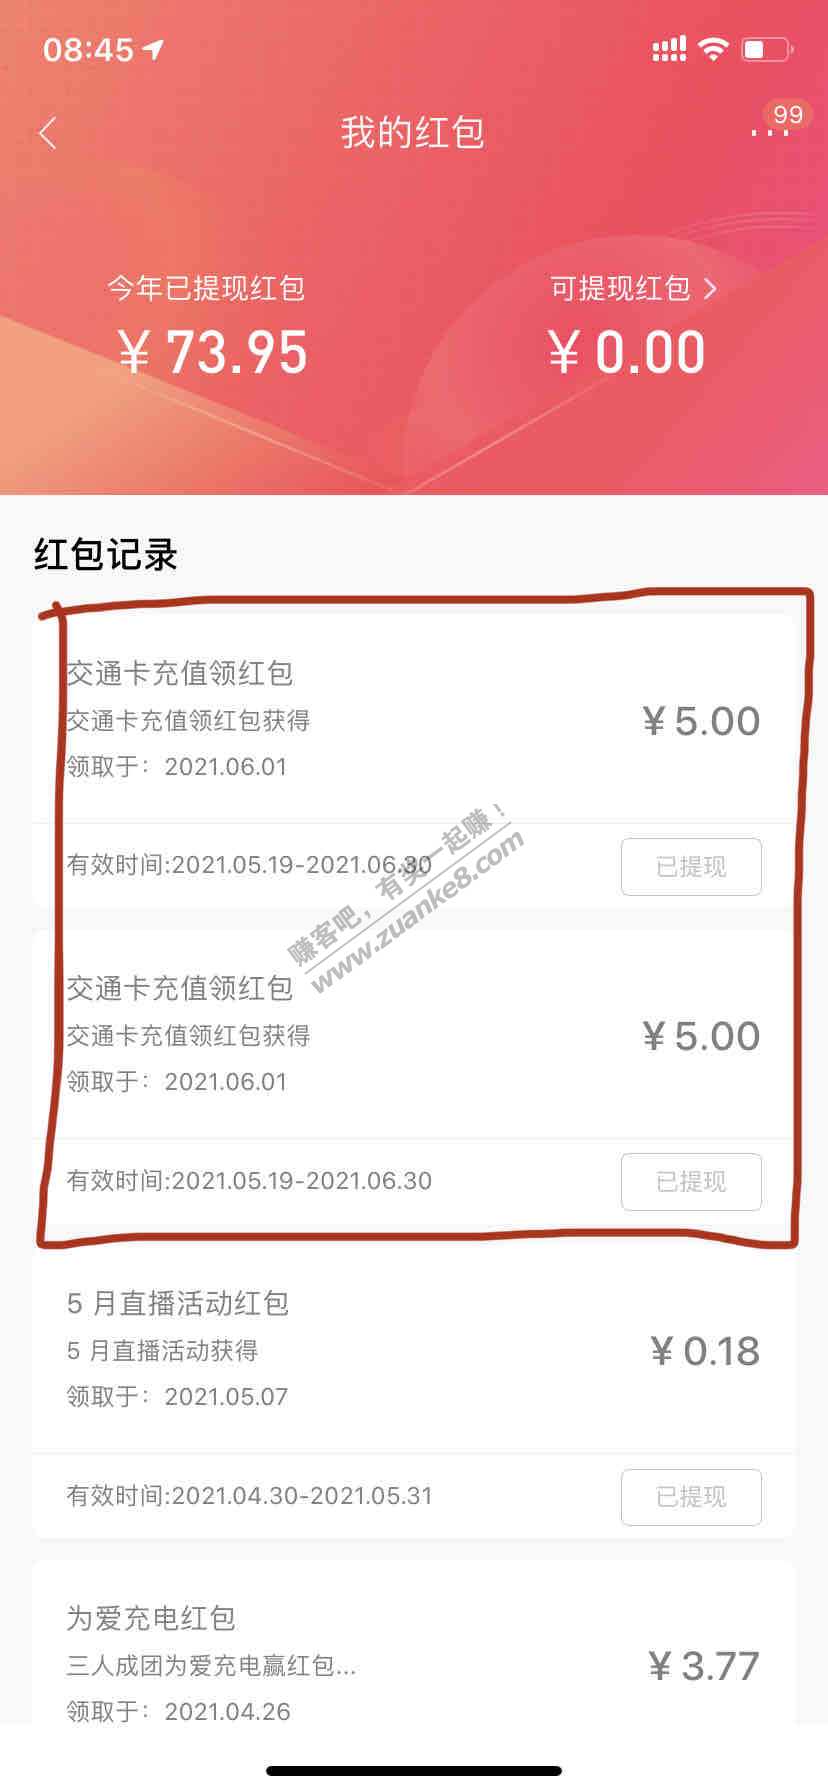 08:45
我的红包
99
今年已提现红包
可提现红包
¥73.95
¥0.00
红包记录
交通卡充值领红包
交通卡充值领红包获得
¥5.00
领取于：2021.06.01
有效时间:2021.05.19-2021.06.30
已提现
赚客吧，有奖一起赚！
www.zuanke8.com
交通卡充值领红包
交通卡充值领红包获得
¥5.00
领取于：2021.06.01
有效时间:2021.05.19-2021.06.30
已提现
5 月直播活动红包
5 月直播活动获得
¥0.18
领取于：2021.05.07
有效时间:2021.04.30-2021.05.31
已提现
为爱充电红包
三人成团为爱充电赢红包...
¥3.77
领取于：2021.04.26